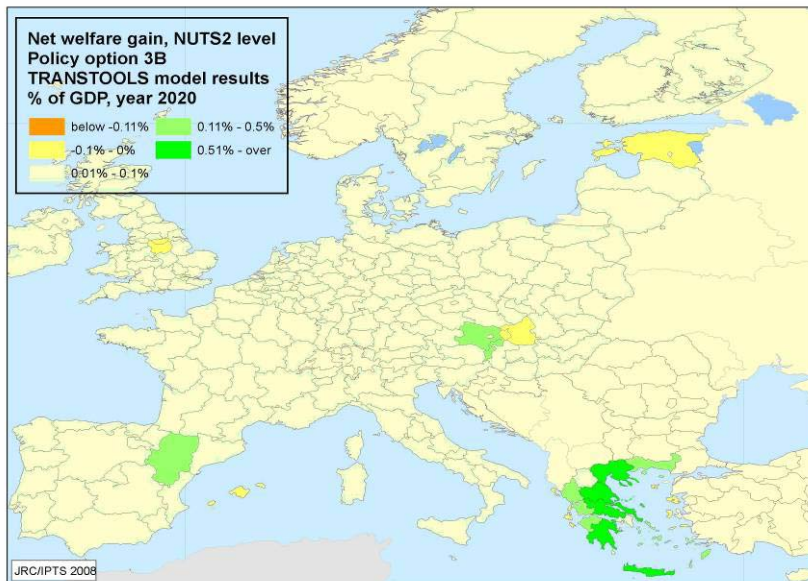 Net welfare gain, NUTS2 level
Policy option 3B
TRANSTOOLS model results
% of GDP, year 2020
below -0.11%
0.11% - 0.5%
-0.1% - 0%
0.51% - over
0.01% - 0.1%
JRC/IPTS 2008